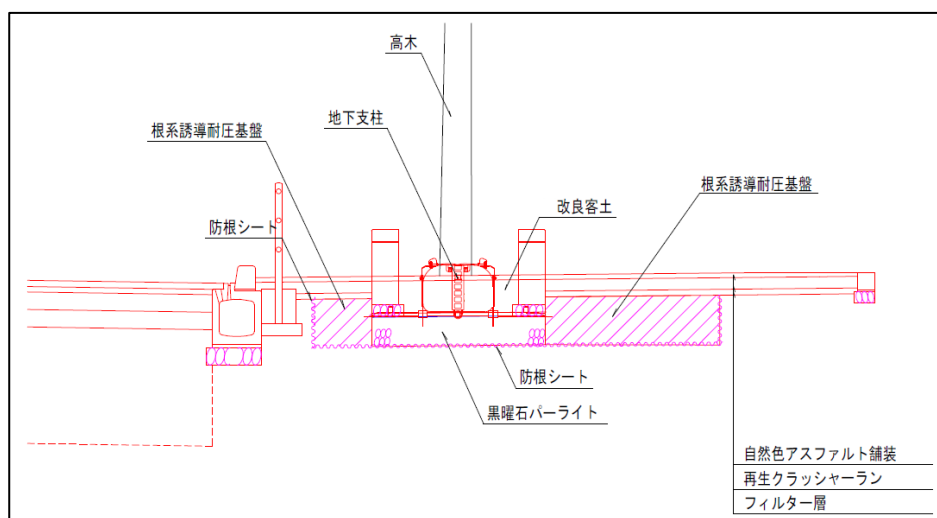 高木
地下支柱
根系誘導耐圧基盤
根系誘導耐圧基盤
改良客土
防根シート
防根シート
黒曜石パーライト
自然色アスファルト舗装
再生クラッシャーラン
フィルター層